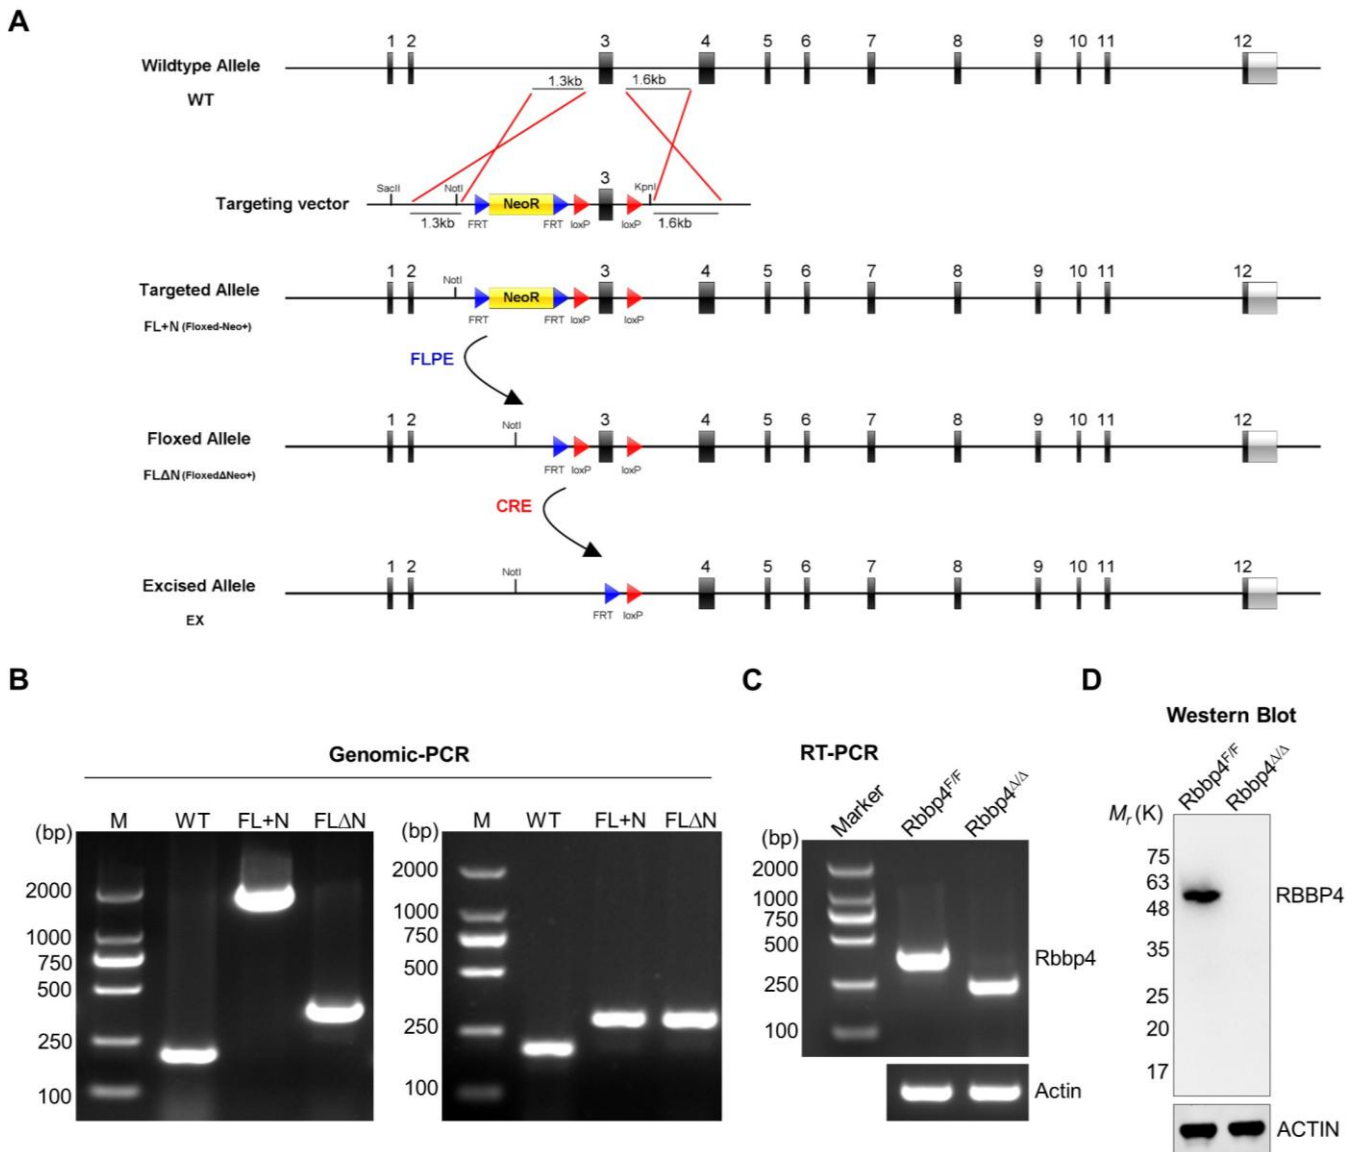 A
1 2 3 4 5 6 7 8 9 10 11 12
Wildtype Allele
WT
1.3kb 1.6kb
3
SacII NotI KpnI
Targeting vector
NeoR
1.3kb FRT FRT loxP loxP 1.6kb
1 2 3 4 5 6 7 8 9 10 11 12
NotI
Targeted Allele
NeoR
FL+N (Floxed-Neo+)
FRT FRT loxP loxP
FLPE
1 2 3 4 5 6 7 8 9 10 11 12
NotI
Floxed Allele
FLΔN (FloxedΔNeo+)
FRT loxP loxP
CRE
1 2 4 5 6 7 8 9 10 11 12
NotI
Excised Allele
EX
FRT loxP
B
Genomic-PCR
(bp) M WT FL+N FLΔN
2000
1000
750
500
250
100
(bp) M WT FL+N FLΔN
2000
1000
750
500
250
100
C
RT-PCR
(bp) Marker Rbbp4F/F Rbbp4Δ/Δ
2000
1000
750
500
250
100
Rbbp4
Actin
D
Western Blot
Mr (K) Rbbp4F/F Rbbp4Δ/Δ
75
63
48
35
25
20
17
RBBP4
ACTIN